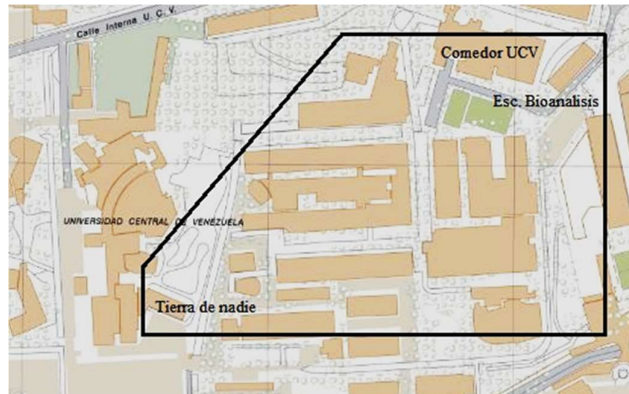 Calle Interna U.C.V.
Comedor UCV
Esc. Bioanalisis
UNIVERSIDAD CENTRAL DE VENEZUELA
Tierra de nadie